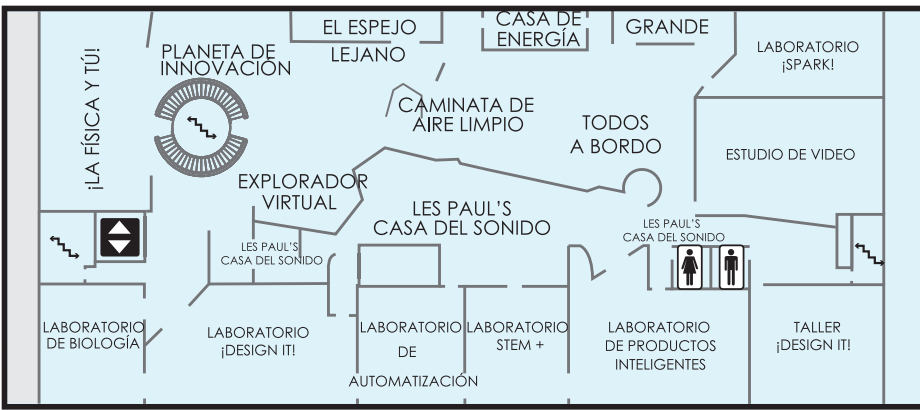 EL ESPEJO
LEJANO
CASA DE
ENERGÍA
GRANDE
PLANETA DE
INNOVACIÓN
LABORATORIO
¡SPARK!
¡LA FÍSICA Y TÚ!
CAMINATA DE
AIRE LIMPIO
TODOS
A BORDO
ESTUDIO DE VIDEO
EXPLORADOR
VIRTUAL
LES PAUL'S
CASA DEL SONIDO
LES PAUL'S
CASA DEL SONIDO
LES PAUL'S
CASA DEL SONIDO
LABORATORIO
DE BIOLOGÍA
LABORATORIO
¡DESIGN IT!
LABORATORIO
DE
AUTOMATIZACIÓN
LABORATORIO
STEM +
LABORATORIO
DE PRODUCTOS
INTELIGENTES
TALLER
¡DESIGN IT!